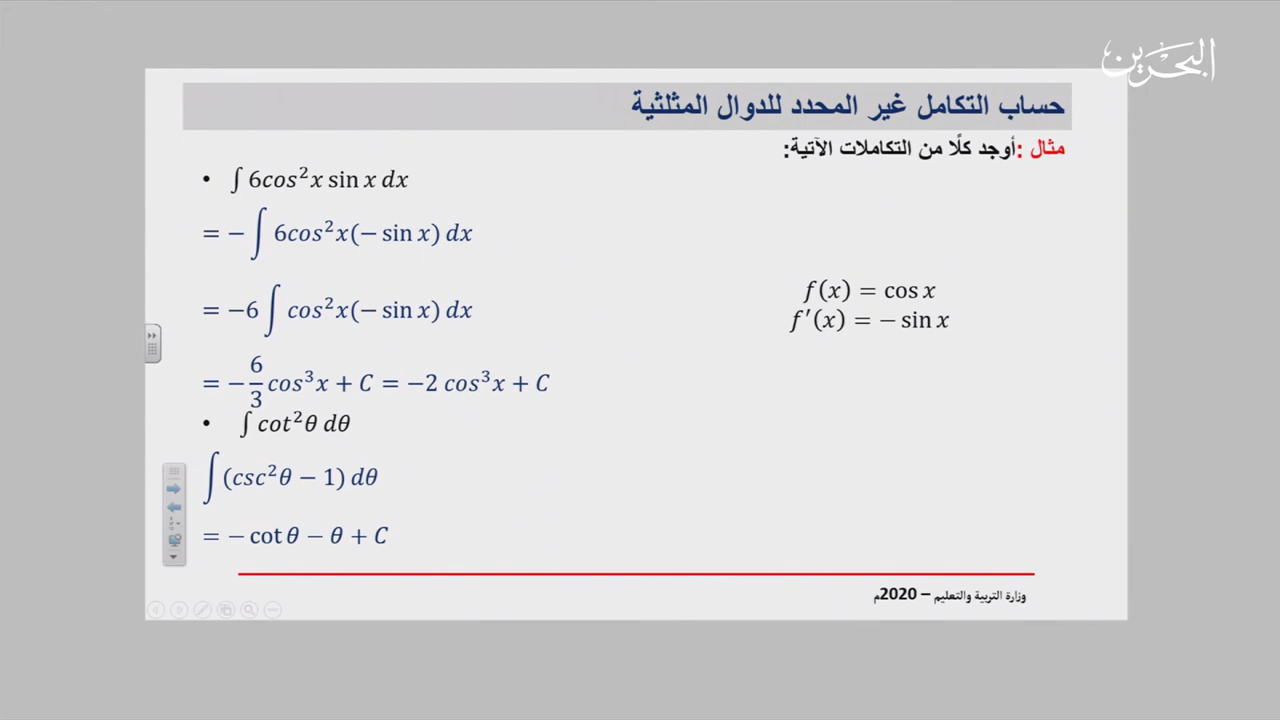 البحرين
حساب التكامل غير المحدد للدوال المثلثية
مثال :أوجد كلًا من التكاملات الآتية:
• ∫ 6cos²x sin x dx
= − ∫ 6cos²x(− sin x) dx
f(x) = cos x
= −6 ∫ cos²x(− sin x) dx
f′(x) = − sin x
= − 6/3 cos³x + C = −2 cos³x + C
• ∫ cot²θ dθ
∫ (csc²θ − 1) dθ
= − cot θ − θ + C
وزارة التربية والتعليم – 2020م